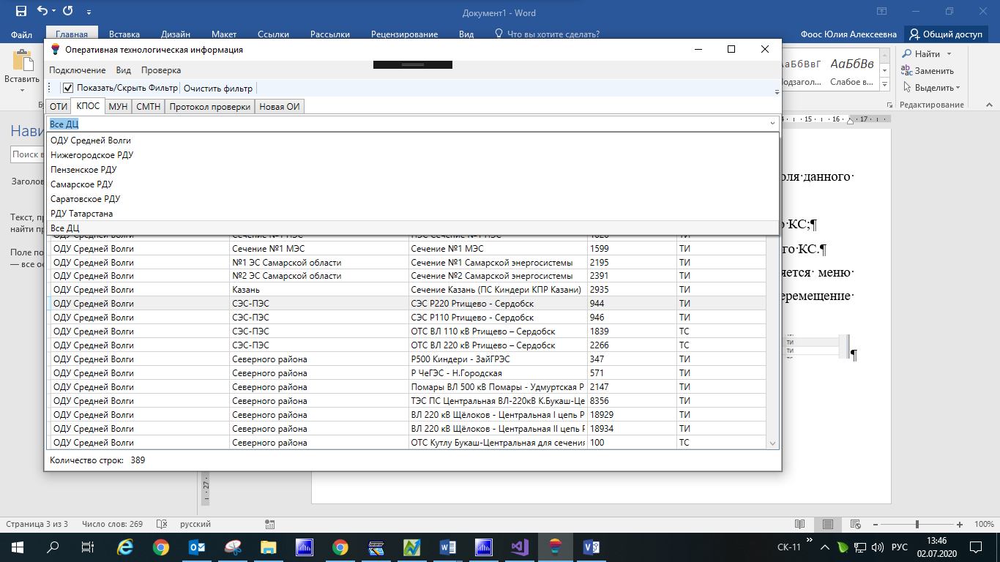 Документ1 - Word
Файл Главная Вставка Дизайн Макет Ссылки Рассылки Рецензирование Вид Что вы хотите сделать? Фоос Юлия Алексеевна Общий доступ
Вставить
АаБбВв
Слабое в...
Найти
Заменить
Выделить
Редактирование
Оперативная технологическая информация
Подключение Вид Проверка
Показать/Скрыть Фильтр Очистить фильтр
ОТИ КПОС МУН СМТН Протокол проверки Новая ОИ
Все ДЦ
ОДУ Средней Волги
Нижегородское РДУ
Пензенское РДУ
Самарское РДУ
Саратовское РДУ
РДУ Татарстана
Все ДЦ
ОДУ Средней Волги Сечение №1 МЭС Сечение №1 МЭС 1599 ТИ
ОДУ Средней Волги №1 ЭС Самарской области Сечение №1 Самарской энергосистемы 2195 ТИ
ОДУ Средней Волги №2 ЭС Самарской области Сечение №2 Самарской энергосистемы 2391 ТИ
ОДУ Средней Волги Казань Сечение Казань (ПС Киндери КПР Казани) 2935 ТИ
ОДУ Средней Волги СЭС-ПЭС СЭС Р220 Ртищево - Сердобск 944 ТИ
ОДУ Средней Волги СЭС-ПЭС СЭС Р110 Ртищево - Сердобск 946 ТИ
ОДУ Средней Волги СЭС-ПЭС ОТС ВЛ 110 кВ Ртищево – Сердобск 1839 ТС
ОДУ Средней Волги СЭС-ПЭС ОТС ВЛ 220 кВ Ртищево – Сердобск 2266 ТС
ОДУ Средней Волги Северного района Р500 Киндери - ЗайГРЭС 347 ТИ
ОДУ Средней Волги Северного района Р ЧеГЭС - Н.Городская 571 ТИ
ОДУ Средней Волги Северного района Помары ВЛ 500 кВ Помары - Удмуртская Р 2147 ТИ
ОДУ Средней Волги Северного района ТЭС ПС Центральная ВЛ-220кВ К.Букаш-Це 8356 ТИ
ОДУ Средней Волги Северного района ВЛ 220 кВ Щёлоков - Центральная I цепь Р 18929 ТИ
ОДУ Средней Волги Северного района ВЛ 220 кВ Щёлоков - Центральная II цепь Р 18934 ТИ
ОДУ Средней Волги Северного района ОТС Кутлу Букаш-Центральная для сечения 100 ТС
Количество строк: 389
Нави
Поиск в
Заголов
Текст, пр
найти пр
Поле по
— все ос
15 16 17
оля данного
о КС;¶
го КС.¶
яется меню
еремещение
ТИ
ТИ
¶
27
Страница 3 из 3 Число слов: 269 русский 100%
СК-11 РУС 13:46
02.07.2020